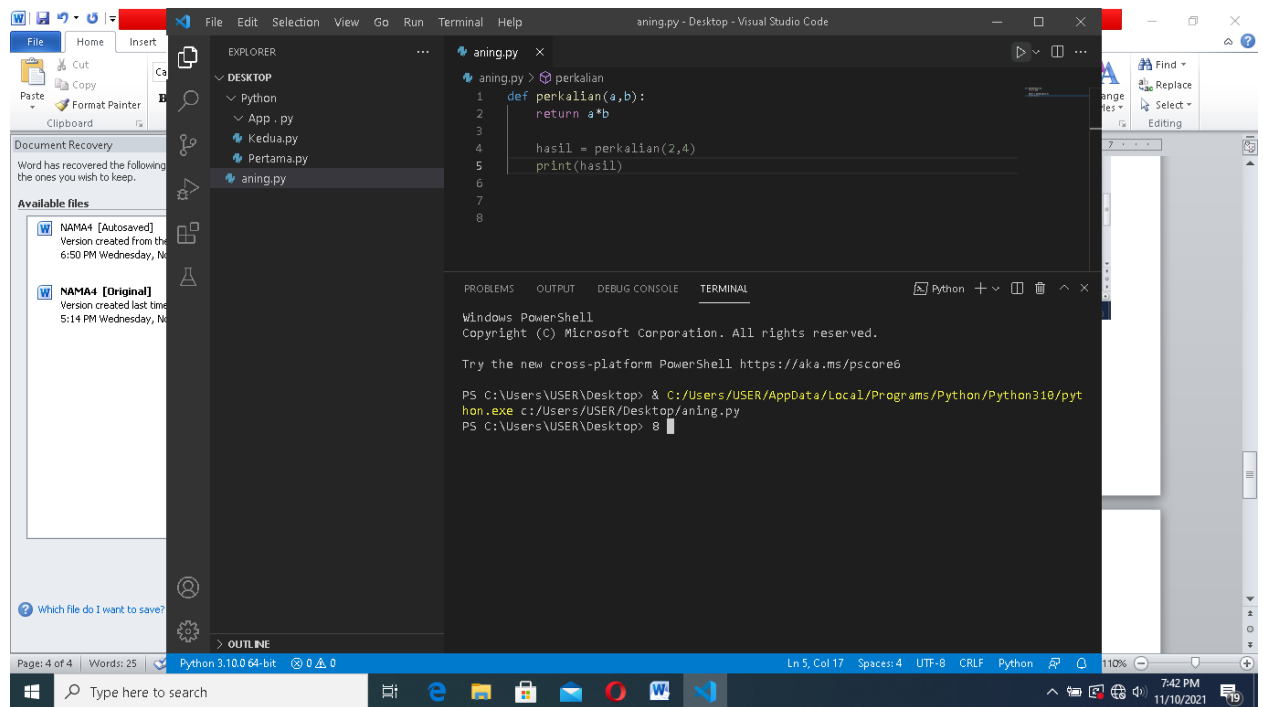 File Edit Selection View Go Run Terminal Help aning.py - Desktop - Visual Studio Code
File Home Insert
Cut
Copy
Paste
Format Painter
Clipboard
Ca
B
Find
Replace
Select
Editing
Document Recovery
Word has recovered the following
the ones you wish to keep.
Available files
NAMA4 [Autosaved]
Version created from the
6:50 PM Wednesday, No
NAMA4 [Original]
Version created last time
5:14 PM Wednesday, No
Which file do I want to save?
Page: 4 of 4 Words: 25
EXPLORER
DESKTOP
Python
App . py
Kedua.py
Pertama.py
aning.py
OUTLINE
aning.py
aning.py > perkalian
1 def perkalian(a,b):
2 return a*b
3
4 hasil = perkalian(2,4)
5 print(hasil)
6
7
8
PROBLEMS OUTPUT DEBUG CONSOLE TERMINAL Python
Windows PowerShell
Copyright (C) Microsoft Corporation. All rights reserved.
Try the new cross-platform PowerShell https://aka.ms/pscore6
PS C:\Users\USER\Desktop> & C:/Users/USER/AppData/Local/Programs/Python/Python310/pyt
hon.exe c:/Users/USER/Desktop/aning.py
PS C:\Users\USER\Desktop> 8
Python 3.10.0 64-bit 0 0 Ln 5, Col 17 Spaces: 4 UTF-8 CRLF Python
110%
Type here to search
7:42 PM
11/10/2021
19